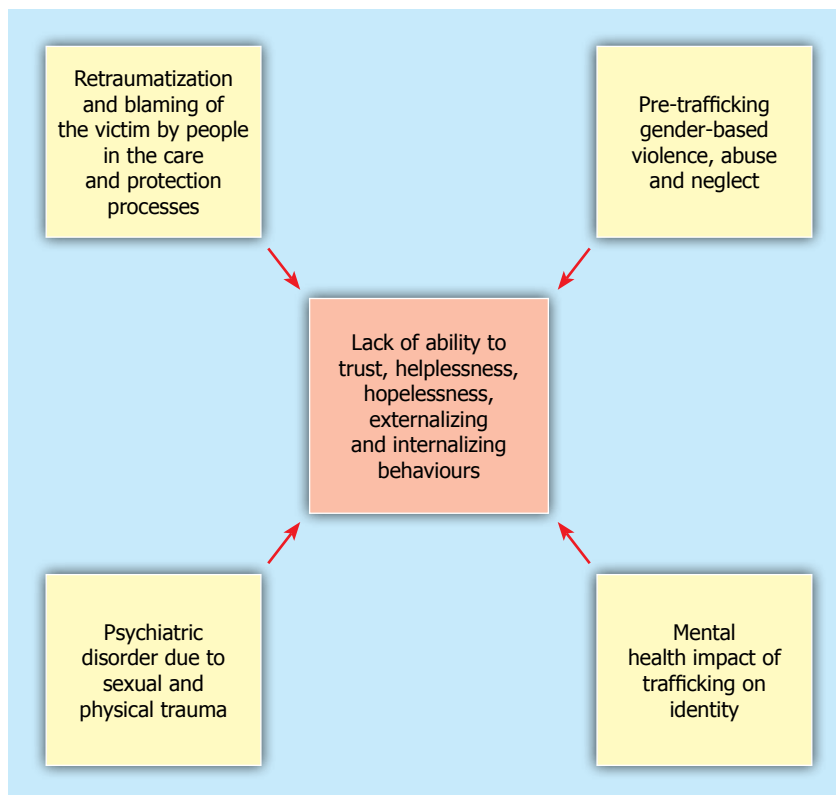 Retraumatization
and blaming of
the victim by people
in the care
and protection
processes
Pre-trafficking
gender-based
violence, abuse
and neglect
Lack of ability to
trust, helplessness,
hopelessness,
externalizing
and internalizing
behaviours
Psychiatric
disorder due to
sexual and
physical trauma
Mental
health impact of
trafficking on
identity